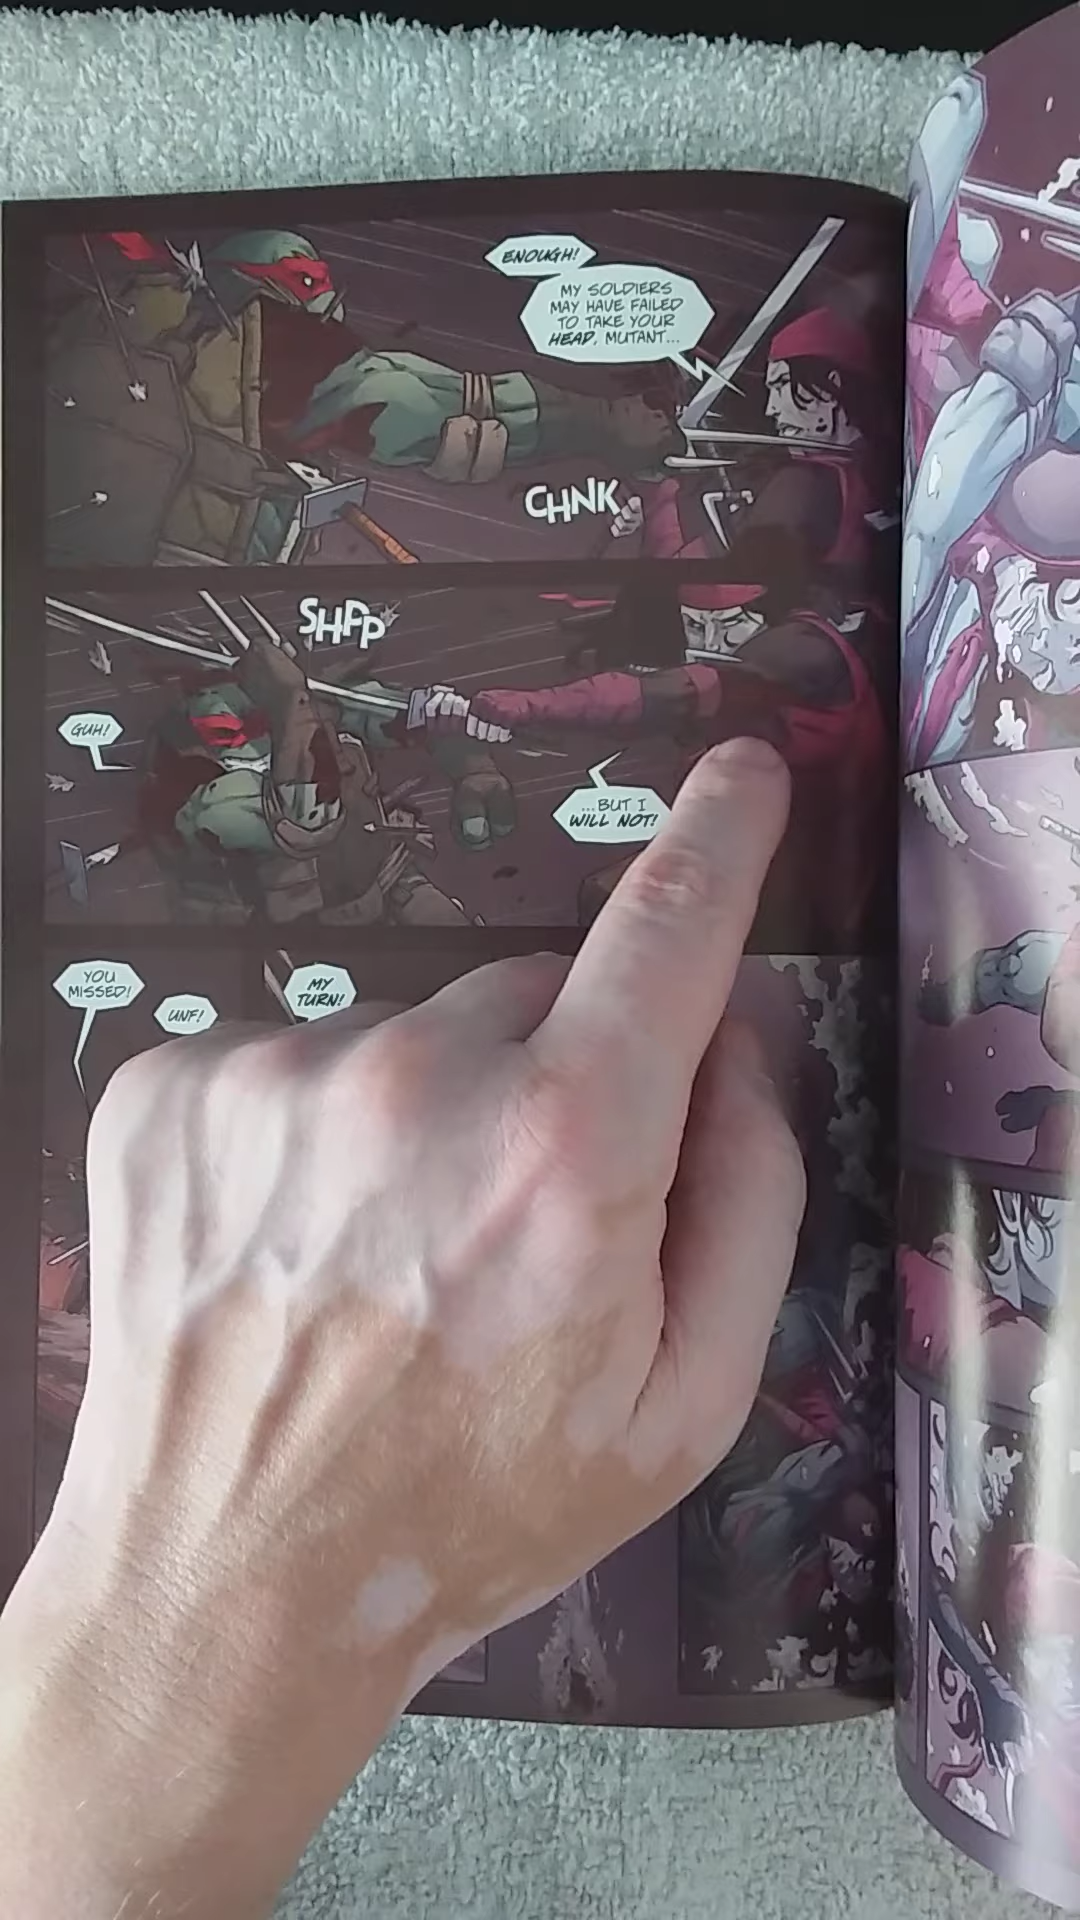 ENOUGH!
MY SOLDIERS
MAY HAVE FAILED
TO TAKE YOUR
HEAD, MUTANT...
CHNK
SHPP
GUH!
...BUT I
WILL NOT!
YOU
MISSED!
UNF!
MY
TURN!